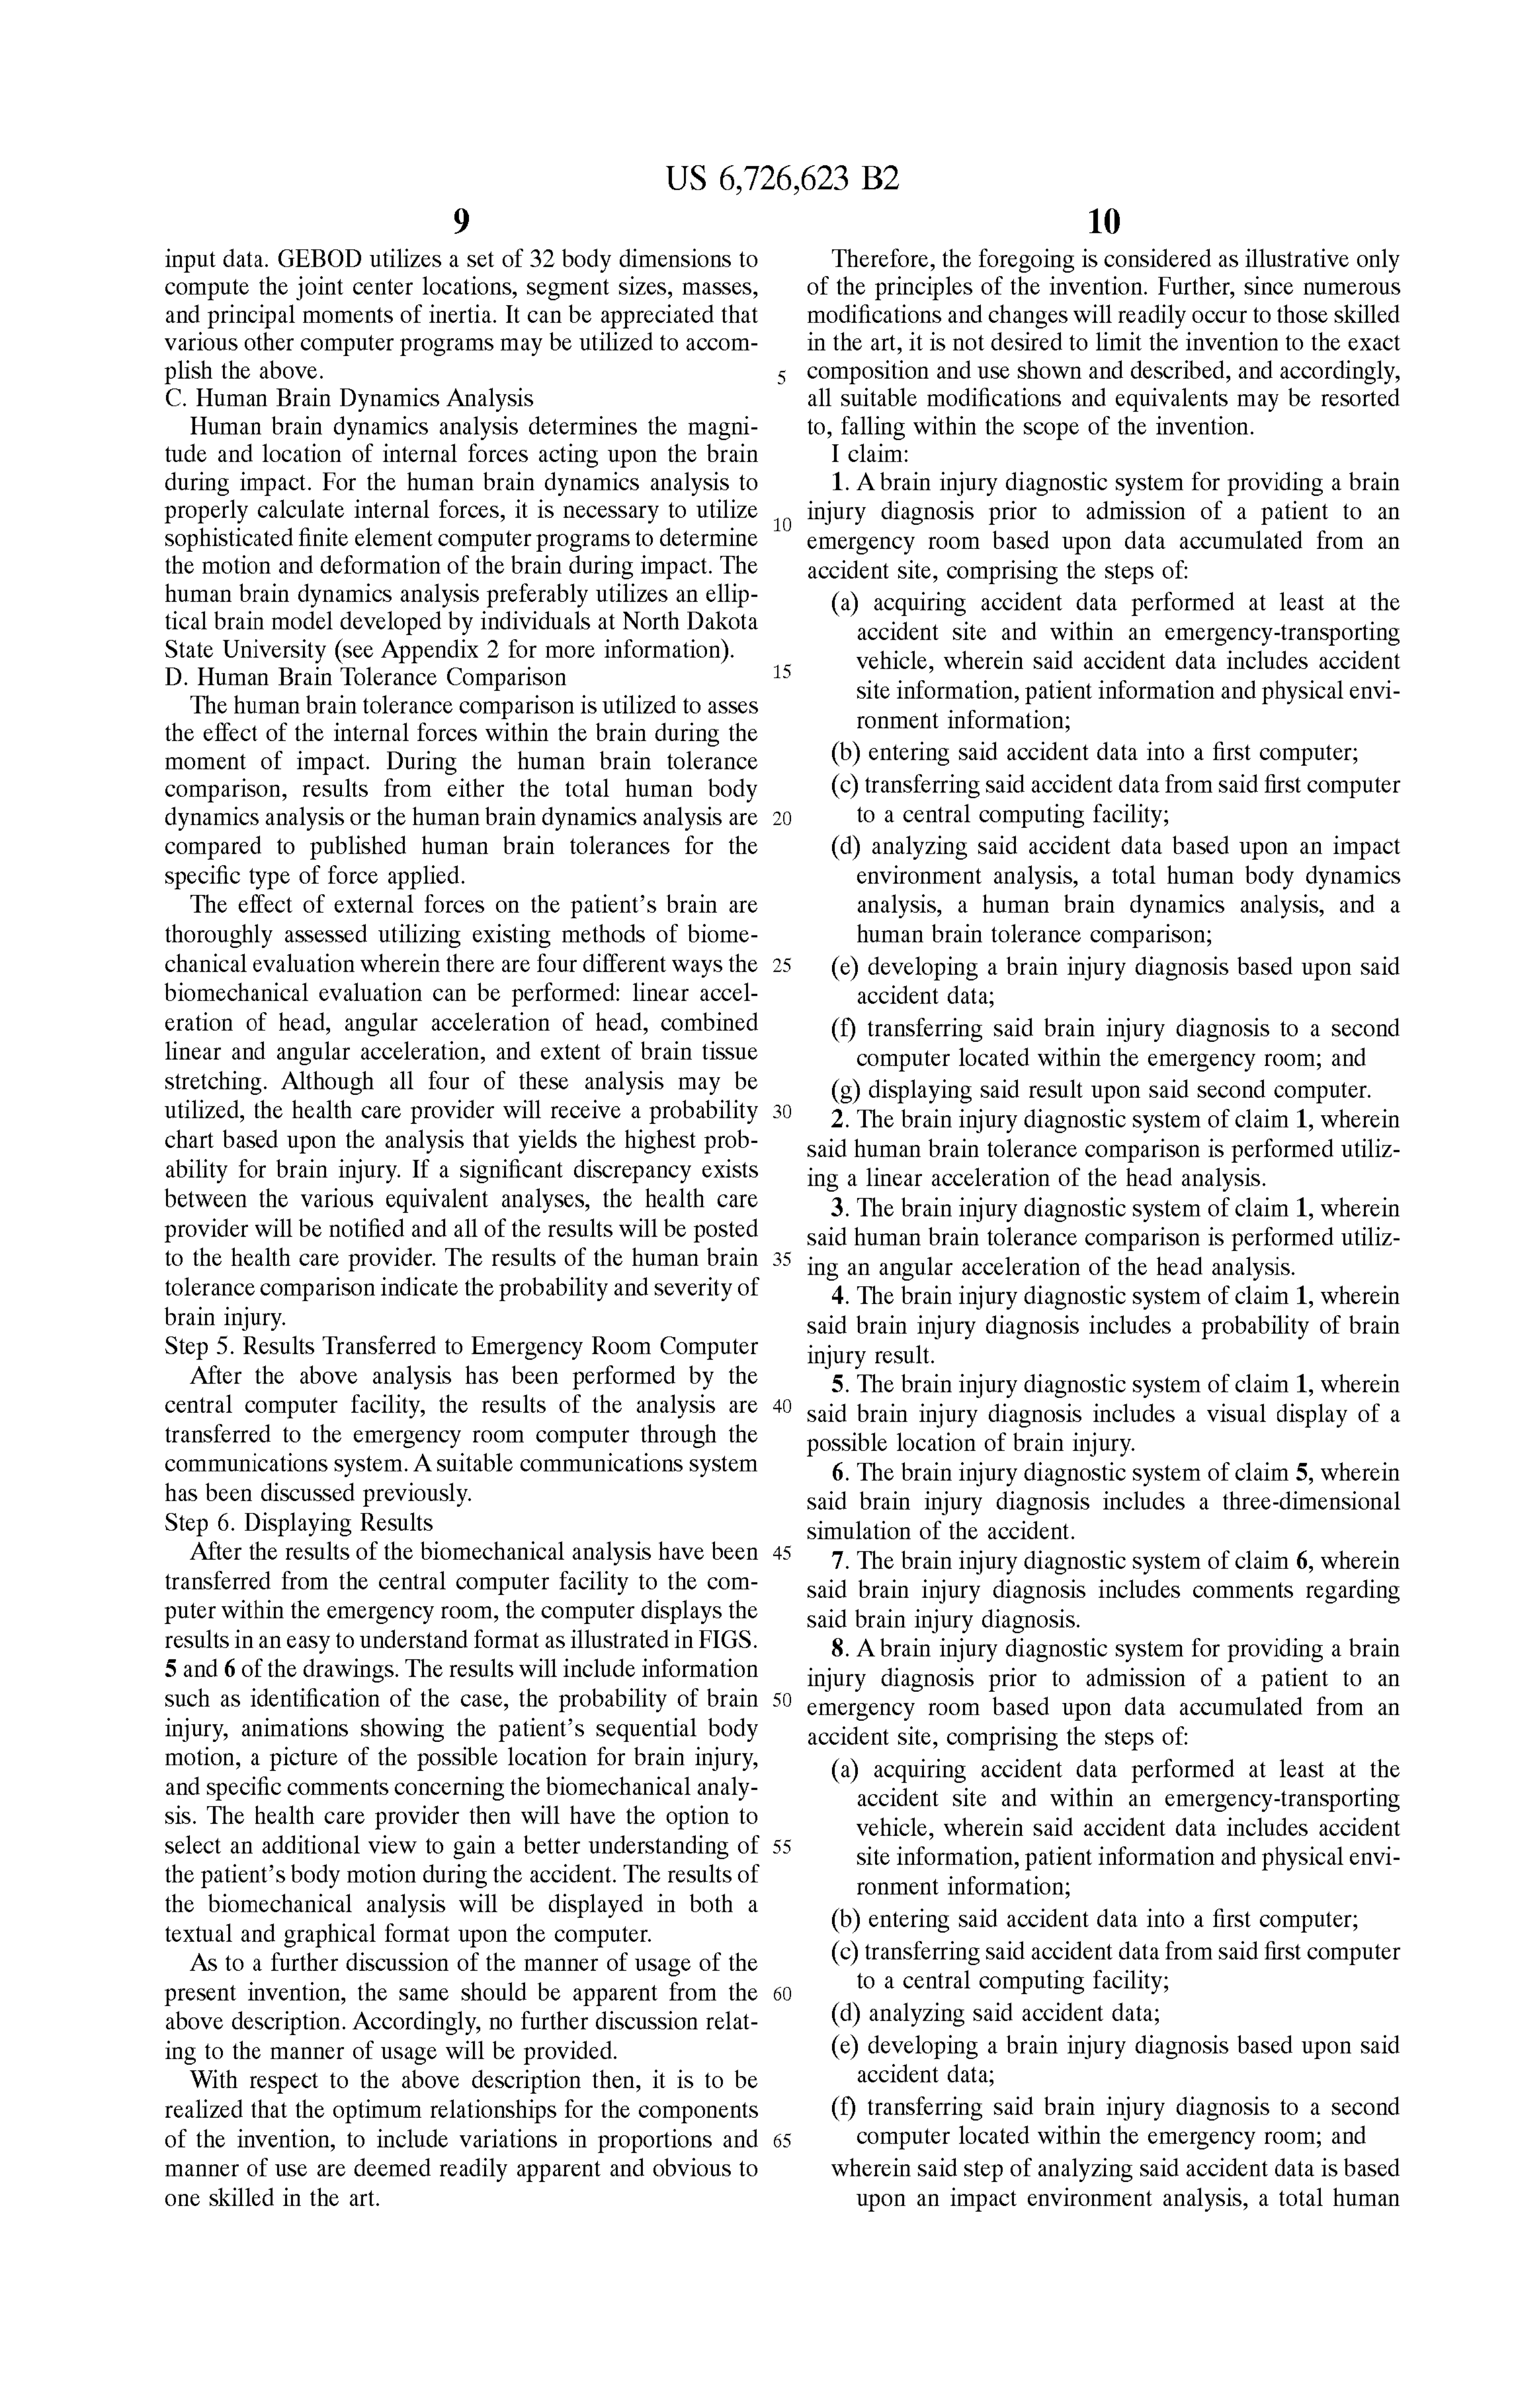 US 6,726,623 B2
9
input data. GEBOD utilizes a set of 32 body dimensions to
compute the joint center locations, segment sizes, masses,
and principal moments of inertia. It can be appreciated that
various other computer programs may be utilized to accom-
plish the above.
C. Human Brain Dynamics Analysis
Human brain dynamics analysis determines the magni-
tude and location of internal forces acting upon the brain
during impact. For the human brain dynamics analysis to
properly calculate internal forces, it is necessary to utilize
sophisticated finite element computer programs to determine
the motion and deformation of the brain during impact. The
human brain dynamics analysis preferably utilizes an ellip-
tical brain model developed by individuals at North Dakota
State University (see Appendix 2 for more information).
D. Human Brain Tolerance Comparison
The human brain tolerance comparison is utilized to asses
the effect of the internal forces within the brain during the
moment of impact. During the human brain tolerance
comparison, results from either the total human body
dynamics analysis or the human brain dynamics analysis are
compared to published human brain tolerances for the
specific type of force applied.
The effect of external forces on the patient's brain are
thoroughly assessed utilizing existing methods of biome-
chanical evaluation wherein there are four different ways the
biomechanical evaluation can be performed: linear accel-
eration of head, angular acceleration of head, combined
linear and angular acceleration, and extent of brain tissue
stretching. Although all four of these analysis may be
utilized, the health care provider will receive a probability
chart based upon the analysis that yields the highest prob-
ability for brain injury. If a significant discrepancy exists
between the various equivalent analyses, the health care
provider will be notified and all of the results will be posted
to the health care provider. The results of the human brain
tolerance comparison indicate the probability and severity of
brain injury.
Step 5. Results Transferred to Emergency Room Computer
After the above analysis has been performed by the
central computer facility, the results of the analysis are
transferred to the emergency room computer through the
communications system. A suitable communications system
has been discussed previously.
Step 6. Displaying Results
After the results of the biomechanical analysis have been
transferred from the central computer facility to the com-
puter within the emergency room, the computer displays the
results in an easy to understand format as illustrated in FIGS.
5 and 6 of the drawings. The results will include information
such as identification of the case, the probability of brain
injury, animations showing the patient's sequential body
motion, a picture of the possible location for brain injury,
and specific comments concerning the biomechanical analy-
sis. The health care provider then will have the option to
select an additional view to gain a better understanding of
the patient's body motion during the accident. The results of
the biomechanical analysis will be displayed in both a
textual and graphical format upon the computer.
As to a further discussion of the manner of usage of the
present invention, the same should be apparent from the
above description. Accordingly, no further discussion relat-
ing to the manner of usage will be provided.
With respect to the above description then, it is to be
realized that the optimum relationships for the components
of the invention, to include variations in proportions and
manner of use are deemed readily apparent and obvious to
one skilled in the art.
5
10
15
20
25
30
35
40
45
50
55
60
65
10
Therefore, the foregoing is considered as illustrative only
of the principles of the invention. Further, since numerous
modifications and changes will readily occur to those skilled
in the art, it is not desired to limit the invention to the exact
composition and use shown and described, and accordingly,
all suitable modifications and equivalents may be resorted
to, falling within the scope of the invention.
I claim:
1. A brain injury diagnostic system for providing a brain
injury diagnosis prior to admission of a patient to an
emergency room based upon data accumulated from an
accident site, comprising the steps of:
(a) acquiring accident data performed at least at the
accident site and within an emergency-transporting
vehicle, wherein said accident data includes accident
site information, patient information and physical envi-
ronment information;
(b) entering said accident data into a first computer;
(c) transferring said accident data from said first computer
to a central computing facility;
(d) analyzing said accident data based upon an impact
environment analysis, a total human body dynamics
analysis, a human brain dynamics analysis, and a
human brain tolerance comparison;
(e) developing a brain injury diagnosis based upon said
accident data;
(f) transferring said brain injury diagnosis to a second
computer located within the emergency room; and
(g) displaying said result upon said second computer.
2. The brain injury diagnostic system of claim 1, wherein
said human brain tolerance comparison is performed utiliz-
ing a linear acceleration of the head analysis.
3. The brain injury diagnostic system of claim 1, wherein
said human brain tolerance comparison is performed utiliz-
ing an angular acceleration of the head analysis.
4. The brain injury diagnostic system of claim 1, wherein
said brain injury diagnosis includes a probability of brain
injury result.
5. The brain injury diagnostic system of claim 1, wherein
said brain injury diagnosis includes a visual display of a
possible location of brain injury.
6. The brain injury diagnostic system of claim 5, wherein
said brain injury diagnosis includes a three-dimensional
simulation of the accident.
7. The brain injury diagnostic system of claim 6, wherein
said brain injury diagnosis includes comments regarding
said brain injury diagnosis.
8. A brain injury diagnostic system for providing a brain
injury diagnosis prior to admission of a patient to an
emergency room based upon data accumulated from an
accident site, comprising the steps of:
(a) acquiring accident data performed at least at the
accident site and within an emergency-transporting
vehicle, wherein said accident data includes accident
site information, patient information and physical envi-
ronment information;
(b) entering said accident data into a first computer;
(c) transferring said accident data from said first computer
to a central computing facility;
(d) analyzing said accident data;
(e) developing a brain injury diagnosis based upon said
accident data;
(f) transferring said brain injury diagnosis to a second
computer located within the emergency room; and
wherein said step of analyzing said accident data is based
upon an impact environment analysis, a total human